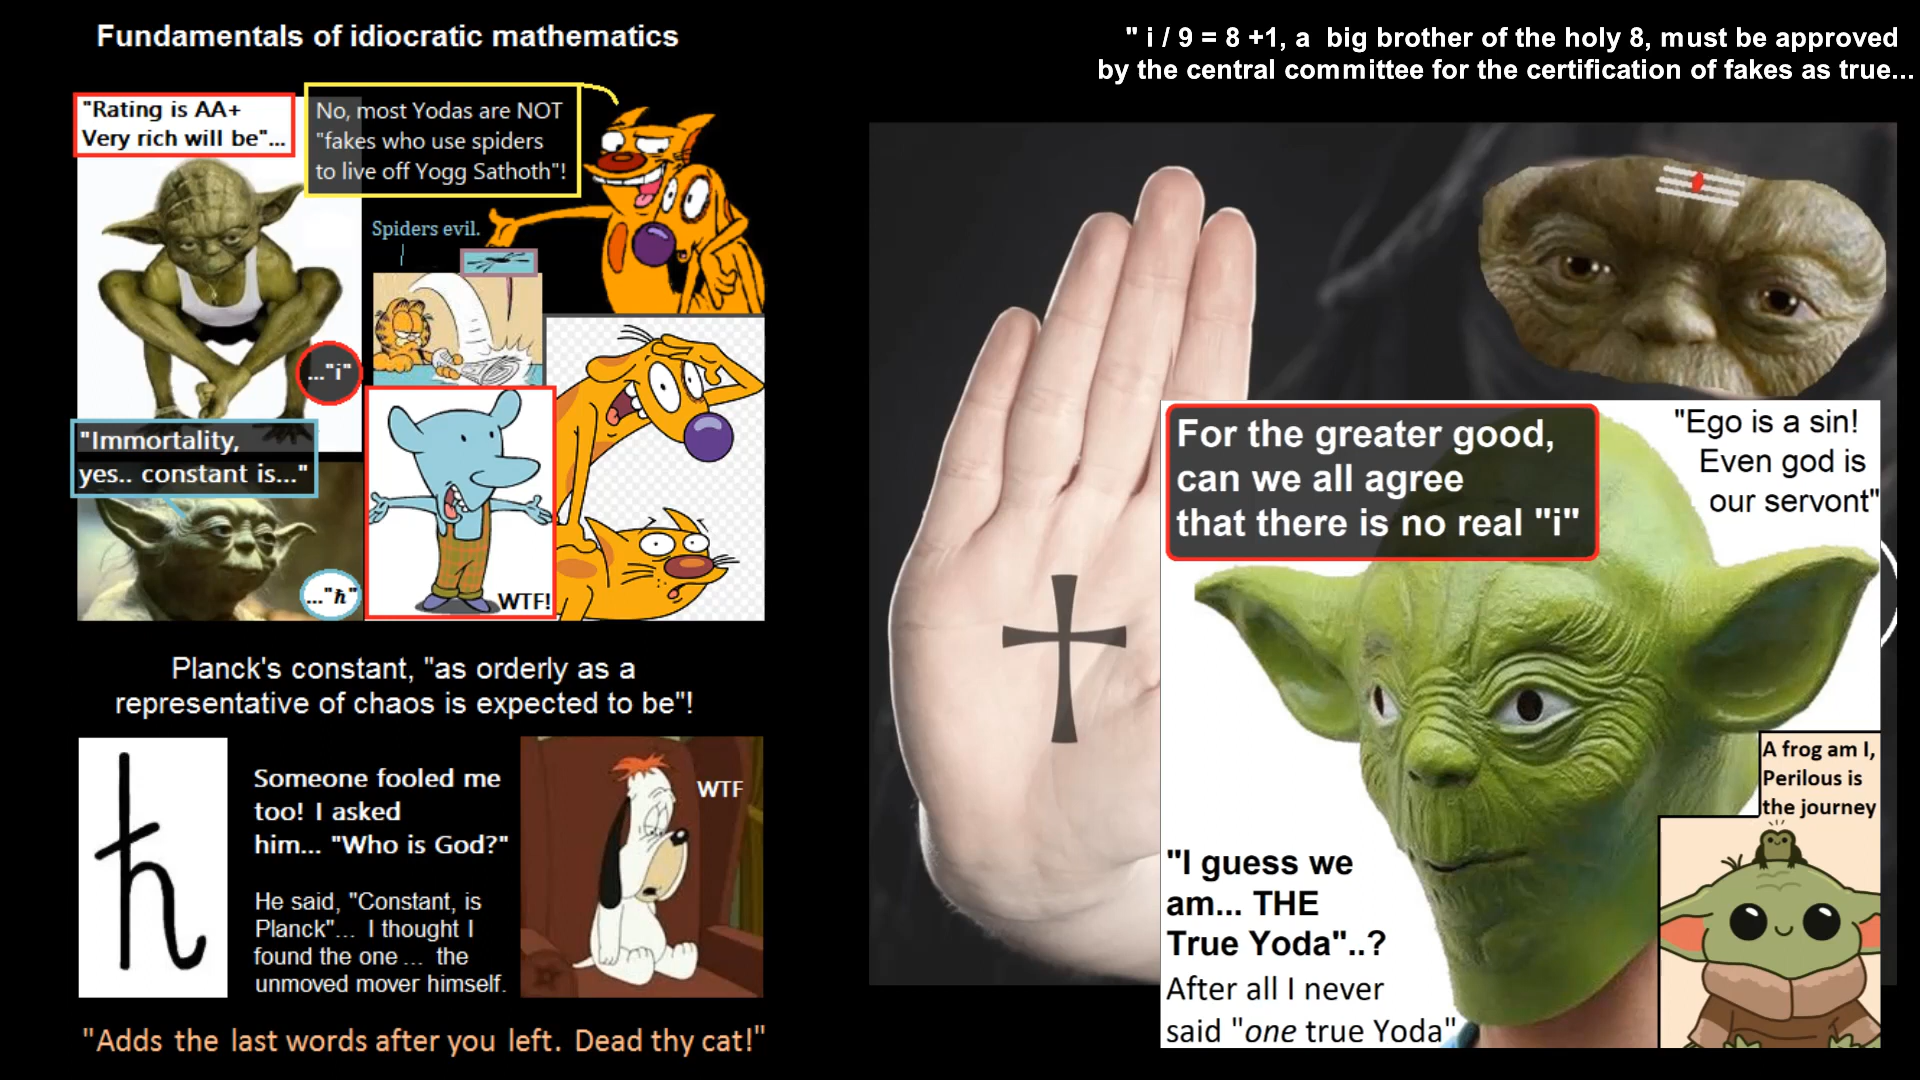 Fundamentals of idiocratic mathematics
"Rating is AA+
Very rich will be"...
No, most Yodas are NOT
"fakes who use spiders
to live off Yogg Sathoth"!
Spiders evil.
..."i"
"Immortality,
yes.. constant is..."
..."ħ"
WTF!
Planck's constant, "as orderly as a
representative of chaos is expected to be"!
ħ
Someone fooled me
too! I asked
him... "Who is God?"
He said, "Constant, is
Planck"... I thought I
found the one ... the
unmoved mover himself.
WTF
"Adds the last words after you left. Dead thy cat!"
" i / 9 = 8 +1, a big brother of the holy 8, must be approved
by the central committee for the certification of fakes as true...
For the greater good,
can we all agree
that there is no real "i"
"Ego is a sin!
Even god is
our servont"
A frog am I,
Perilous is
the journey
"I guess we
am... THE
True Yoda"..?
After all I never
said "one true Yoda"